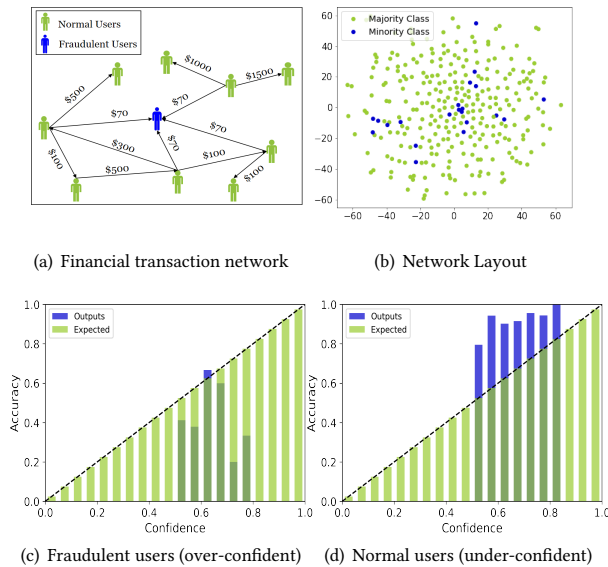 Normal Users
Fraudulent Users
$1000
$1500
$500
$70
$70
$70
$300
$70
$100
$100
$500
$100
(a) Financial transaction network
Majority Class
Minority Class
60
40
20
0
−20
−40
−60
−60 −40 −20 0 20 40 60
(b) Network Layout
Outputs
Expected
Accuracy
1.0
0.8
0.6
0.4
0.2
0.0
0.0 0.2 0.4 0.6 0.8 1.0
Confidence
(c) Fraudulent users (over-confident)
Outputs
Expected
Accuracy
1.0
0.8
0.6
0.4
0.2
0.0
0.0 0.2 0.4 0.6 0.8 1.0
Confidence
(d) Normal users (under-confident)